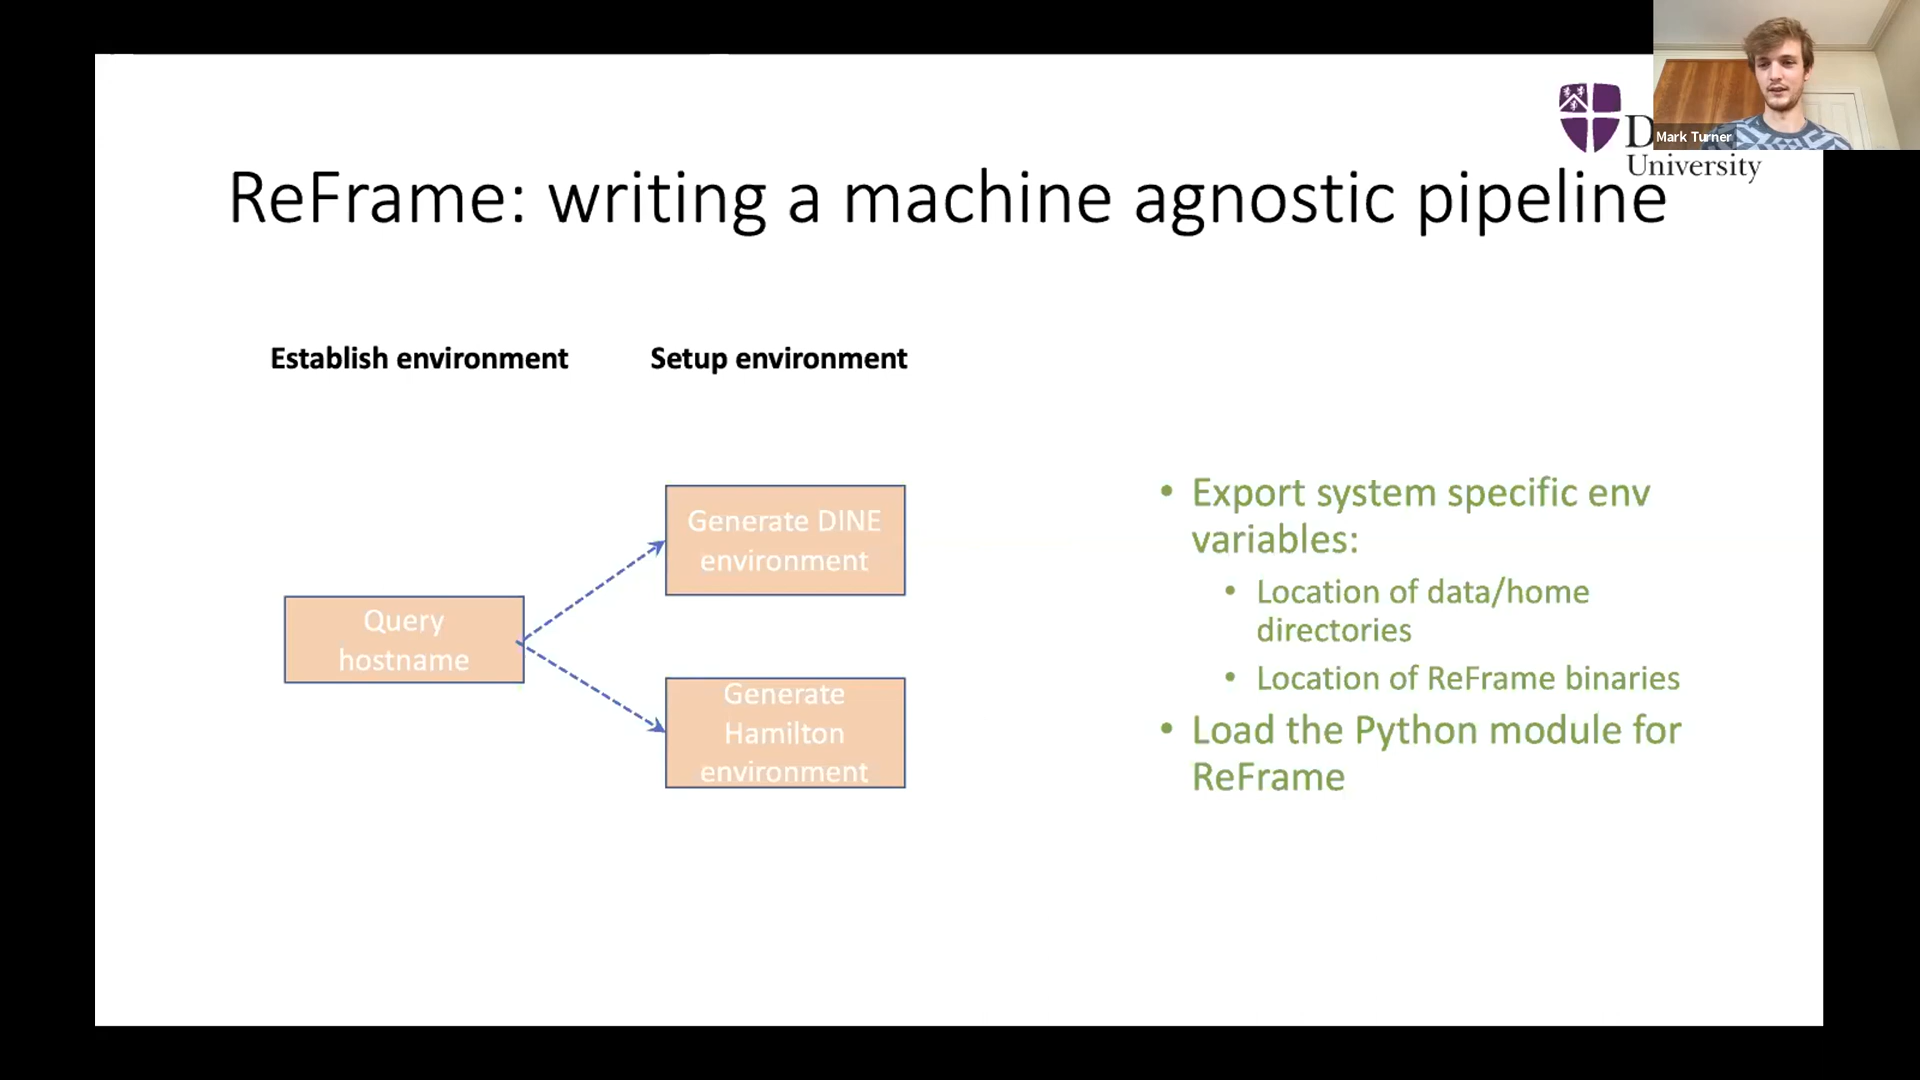 Mark Turner
University
ReFrame: writing a machine agnostic pipeline
Establish environment
Setup environment
Query
hostname
Generate DINE
environment
Generate
Hamilton
environment
• Export system specific env
variables:
• Location of data/home
directories
• Location of ReFrame binaries
• Load the Python module for
ReFrame